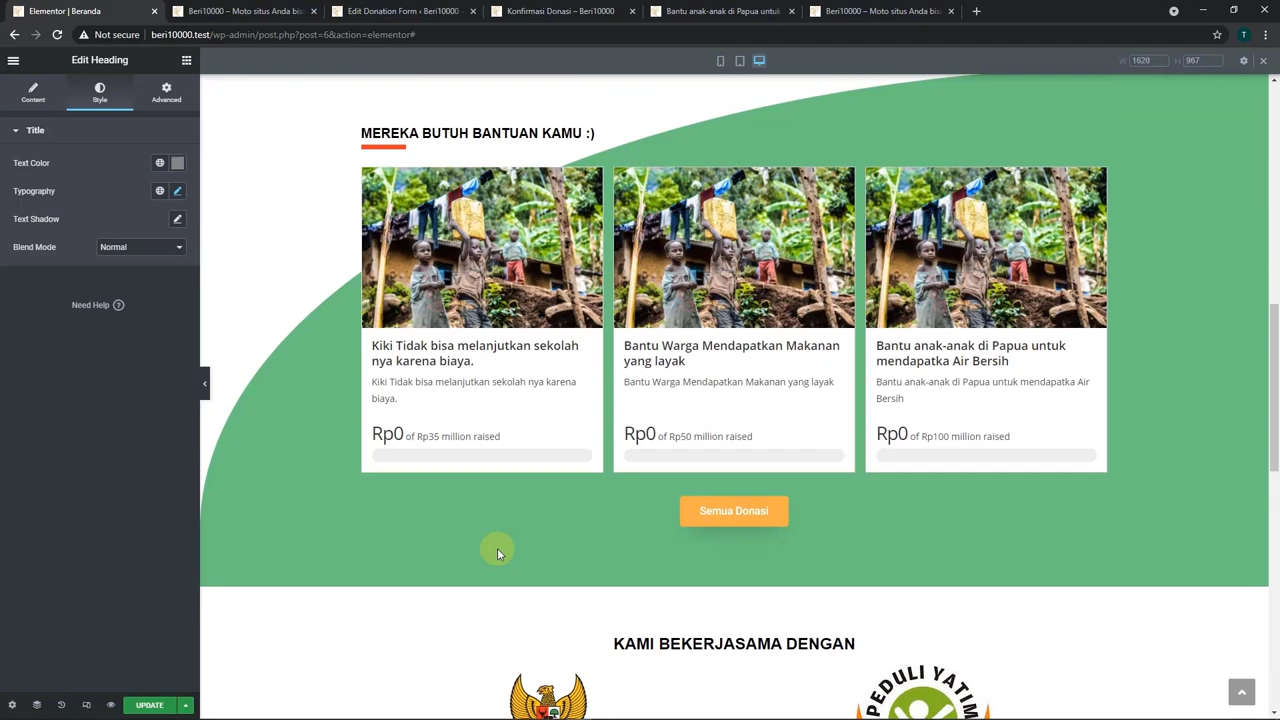 Elementor | Beranda
Beri10000 – Moto situs Anda bisa
Edit Donation Form ‹ Beri10000
Konfirmasi Donasi – Beri10000
Bantu anak-anak di Papua untuk
Beri10000 – Moto situs Anda bisa
Not secure | beri10000.test/wp-admin/post.php?post=6&action=elementor#
T
Edit Heading
W 1620 H 967
Content
Style
Advanced
Title
Text Color
Typography
Text Shadow
Blend Mode
Normal
Need Help
UPDATE
MEREKA BUTUH BANTUAN KAMU :)
Kiki Tidak bisa melanjutkan sekolah
nya karena biaya.
Kiki Tidak bisa melanjutkan sekolah nya karena
biaya.
Rp0 of Rp35 million raised
Bantu Warga Mendapatkan Makanan
yang layak
Bantu Warga Mendapatkan Makanan yang layak
Rp0 of Rp50 million raised
Bantu anak-anak di Papua untuk
mendapatka Air Bersih
Bantu anak-anak di Papua untuk mendapatka Air
Bersih
Rp0 of Rp100 million raised
Semua Donasi
KAMI BEKERJASAMA DENGAN
PEDULI YATIM